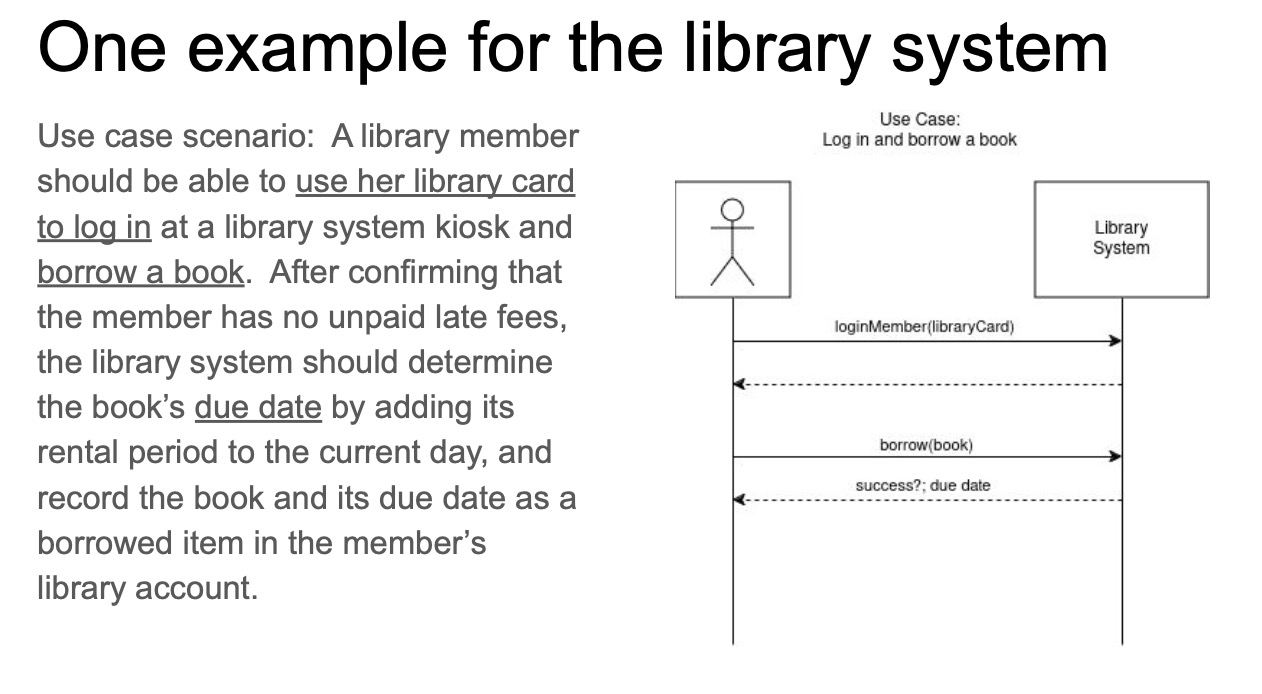 One example for the library system
Use case scenario:  A library member
should be able to use her library card
to log in at a library system kiosk and
borrow a book.  After confirming that
the member has no unpaid late fees,
the library system should determine
the book’s due date by adding its
rental period to the current day, and
record the book and its due date as a
borrowed item in the member’s
library account.
Use Case:
Log in and borrow a book
Library
System
loginMember(libraryCard)
borrow(book)
success?; due date